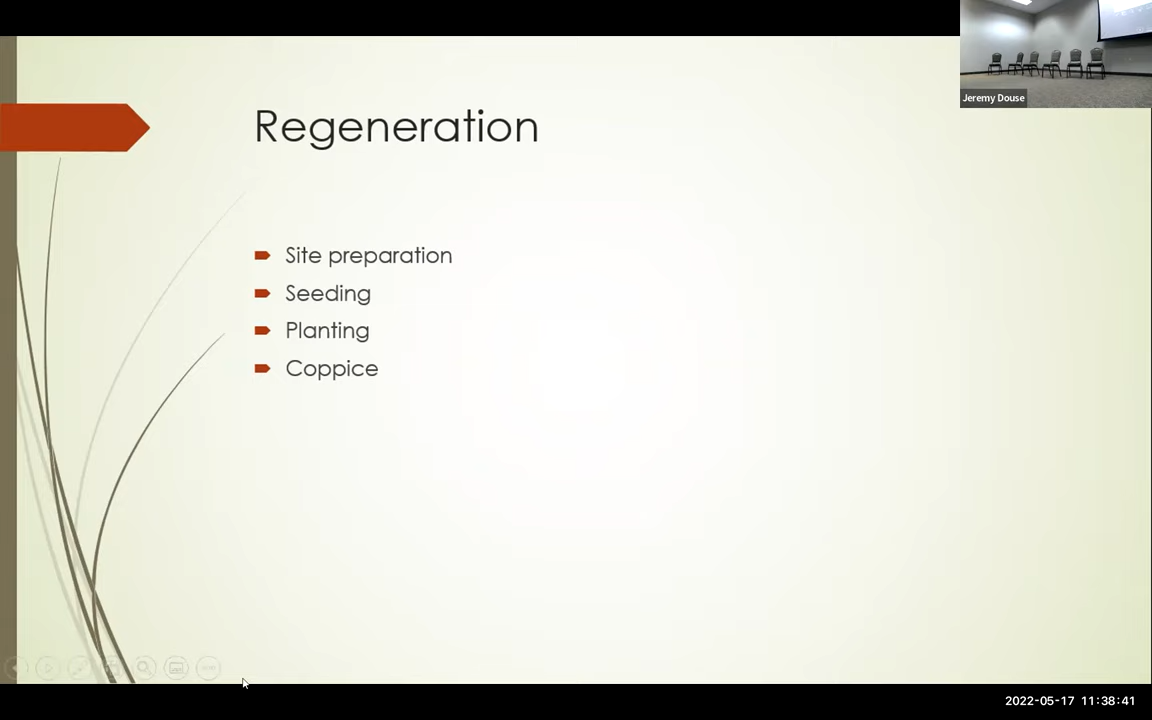 Jeremy Douse
Regeneration
Site preparation
Seeding
Planting
Coppice
2022-05-17 11:38:41